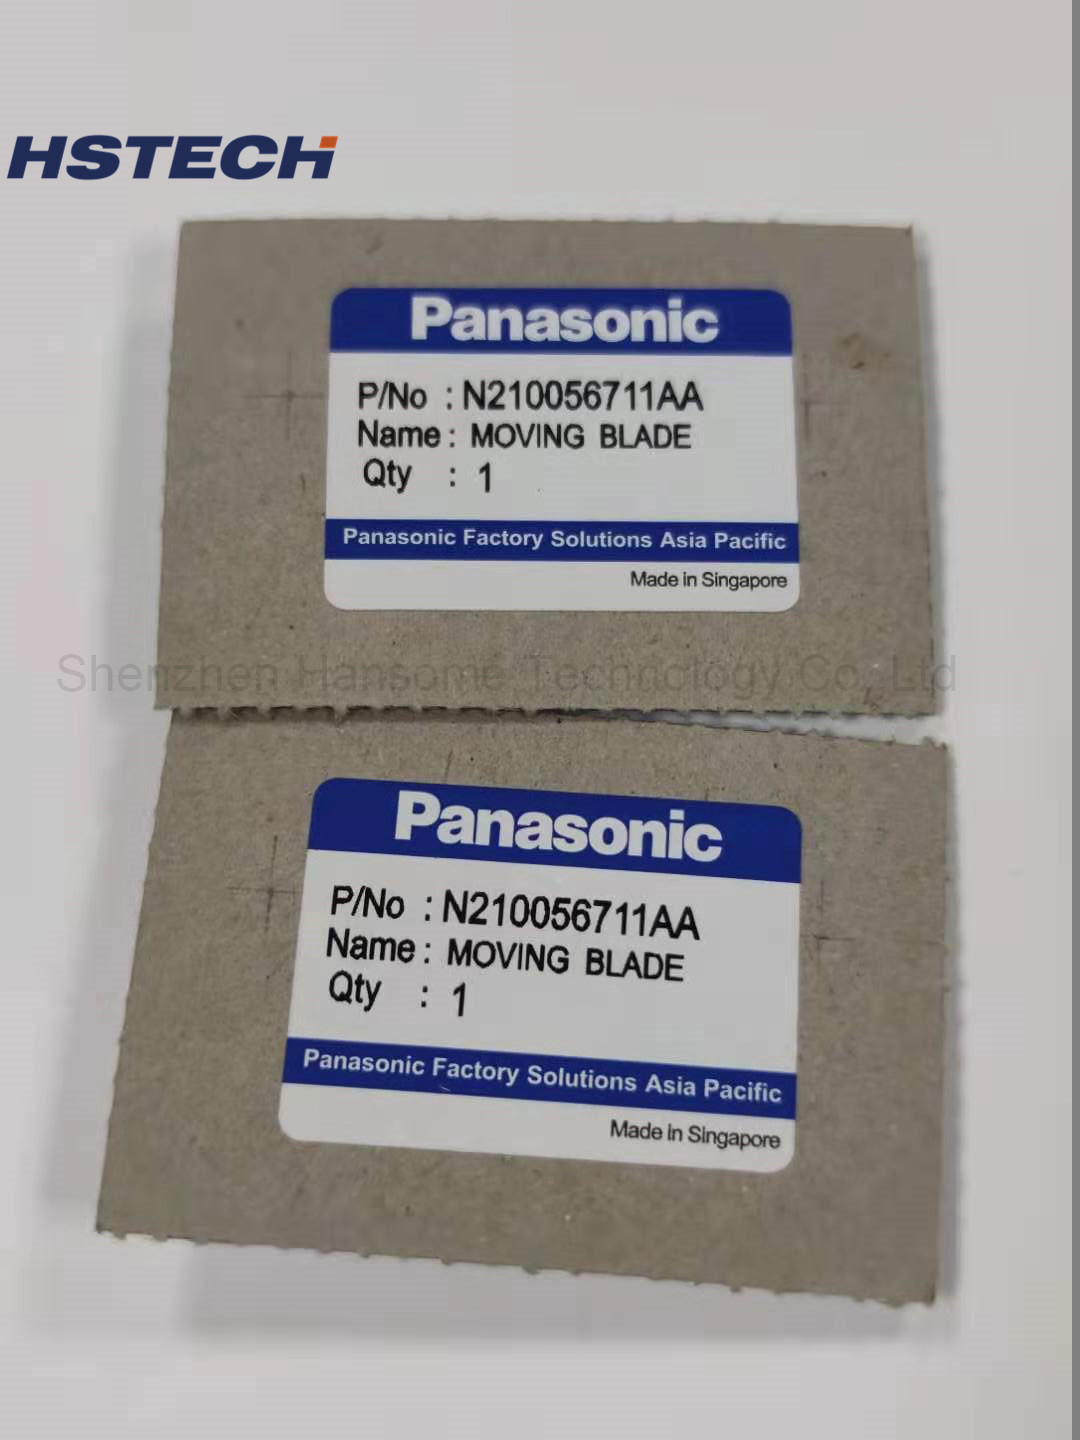 HSTECH
Panasonic
P/No : N210056711AA
Name : MOVING BLADE
Qty : 1
Panasonic Factory Solutions Asia Pacific
Made in Singapore
Shenzhen Hansome Technology Co. Ltd
Panasonic
P/No : N210056711AA
Name : MOVING BLADE
Qty : 1
Panasonic Factory Solutions Asia Pacific
Made in Singapore